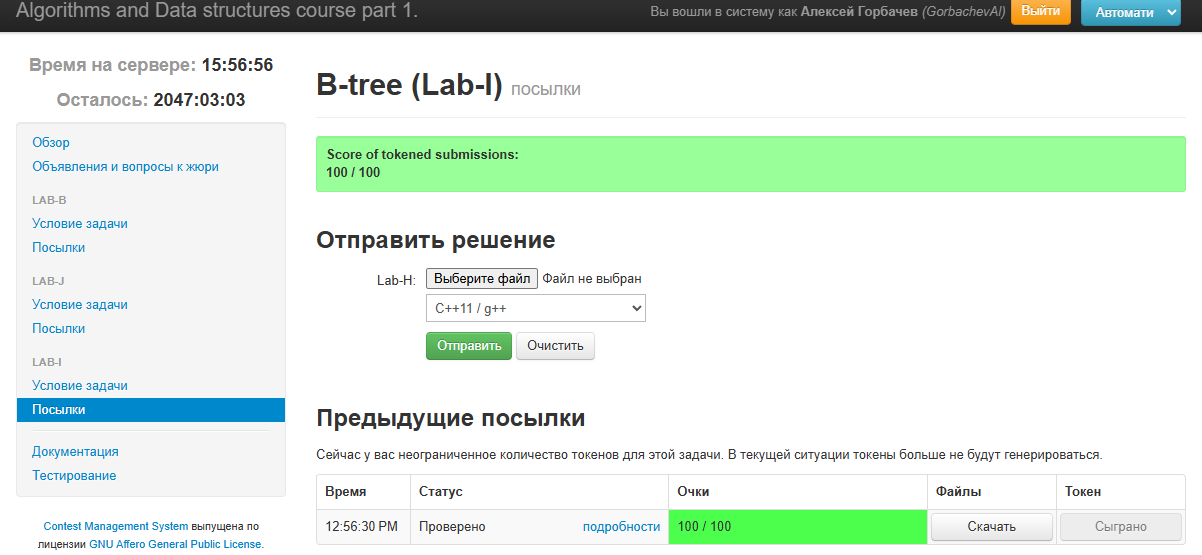 Algorithms and Data structures course part 1.
Вы вошли в систему как Алексей Горбачев (GorbachevAl)
Выйти
Автомати
Время на сервере: 15:56:56
Осталось: 2047:03:03
Обзор
Объявления и вопросы к жюри
LAB-B
Условие задачи
Посылки
LAB-J
Условие задачи
Посылки
LAB-I
Условие задачи
Посылки
Документация
Тестирование
Contest Management System выпущена по
лицензии GNU Affero General Public License.
B-tree (Lab-I) посылки
Score of tokened submissions:
100 / 100
Отправить решение
Lab-H: Выберите файл Файл не выбран
C++11 / g++
Отправить Очистить
Предыдущие посылки
Сейчас у вас неограниченное количество токенов для этой задачи. В текущей ситуации токены больше не будут генерироваться.
Время Статус Очки Файлы Токен
12:56:30 PM Проверено подробности 100 / 100 Скачать Сыграно